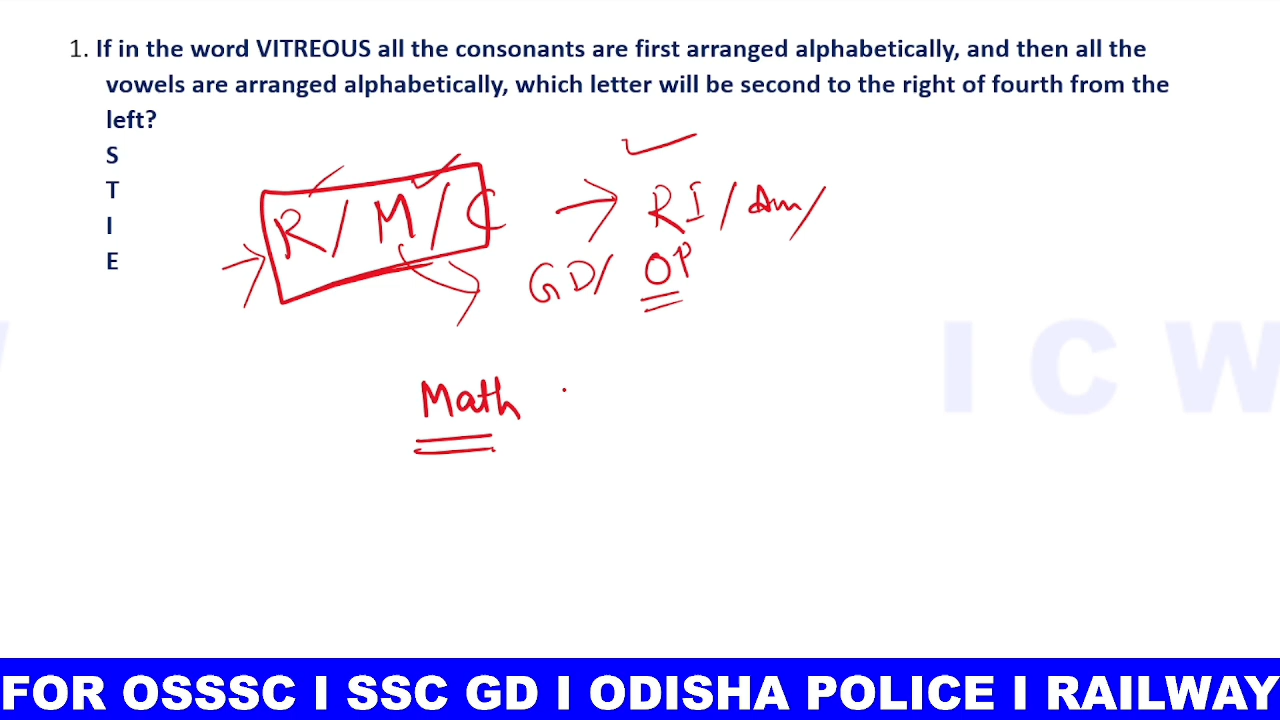 1. If in the word VITREOUS all the consonants are first arranged alphabetically, and then all the
vowels are arranged alphabetically, which letter will be second to the right of fourth from the
left?
S
T
I
E
R/M/C → RI/Am/
GD/ OP
Math
I C W
FOR OSSSC I SSC GD I ODISHA POLICE I RAILWAY